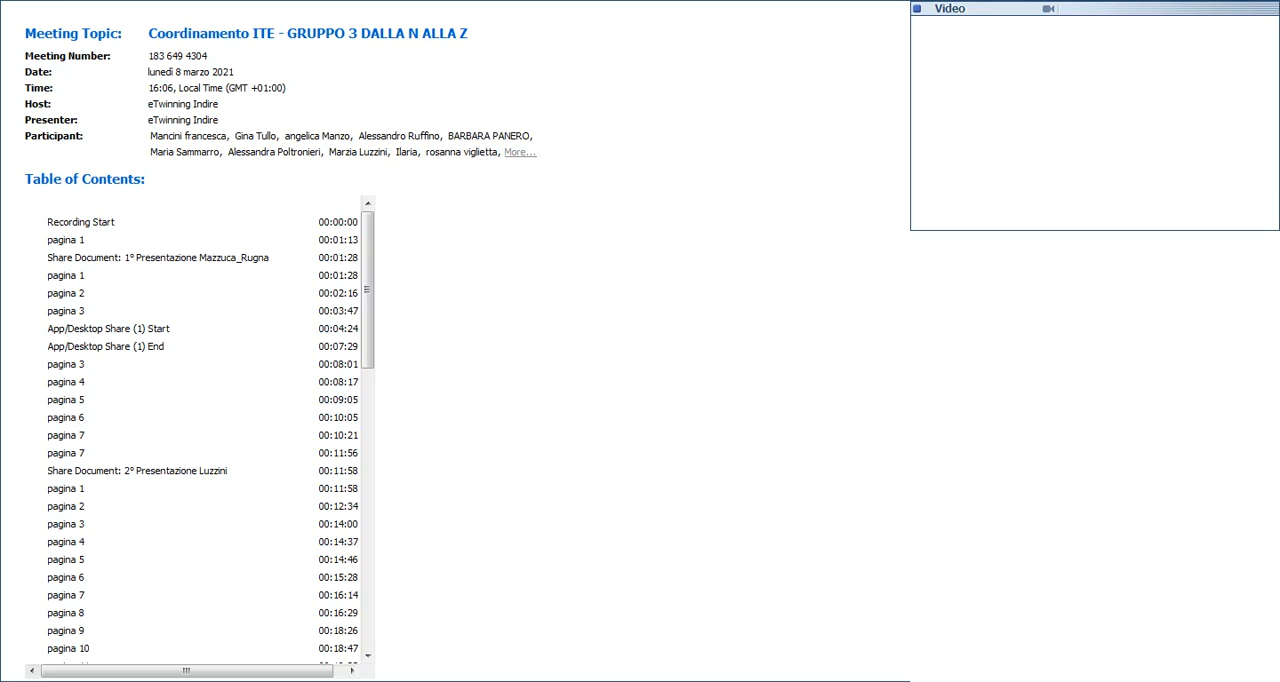 Video
Meeting Topic: Coordinamento ITE - GRUPPO 3 DALLA N ALLA Z
Meeting Number: 183 649 4304
Date: lunedì 8 marzo 2021
Time: 16:06, Local Time (GMT +01:00)
Host: eTwinning Indire
Presenter: eTwinning Indire
Participant: Mancini francesca, Gina Tullo, angelica Manzo, Alessandro Ruffino, BARBARA PANERO,
Maria Sammarro, Alessandra Poltronieri, Marzia Luzzini, Ilaria, rosanna viglietta, More...
Table of Contents:
Recording Start 00:00:00
pagina 1 00:01:13
Share Document: 1° Presentazione Mazzuca_Rugna 00:01:28
pagina 1 00:01:28
pagina 2 00:02:16
pagina 3 00:03:47
App/Desktop Share (1) Start 00:04:24
App/Desktop Share (1) End 00:07:29
pagina 3 00:08:01
pagina 4 00:08:17
pagina 5 00:09:05
pagina 6 00:10:05
pagina 7 00:10:21
pagina 7 00:11:56
Share Document: 2° Presentazione Luzzini 00:11:58
pagina 1 00:11:58
pagina 2 00:12:34
pagina 3 00:14:00
pagina 4 00:14:37
pagina 5 00:14:46
pagina 6 00:15:28
pagina 7 00:16:14
pagina 8 00:16:29
pagina 9 00:18:26
pagina 10 00:18:47